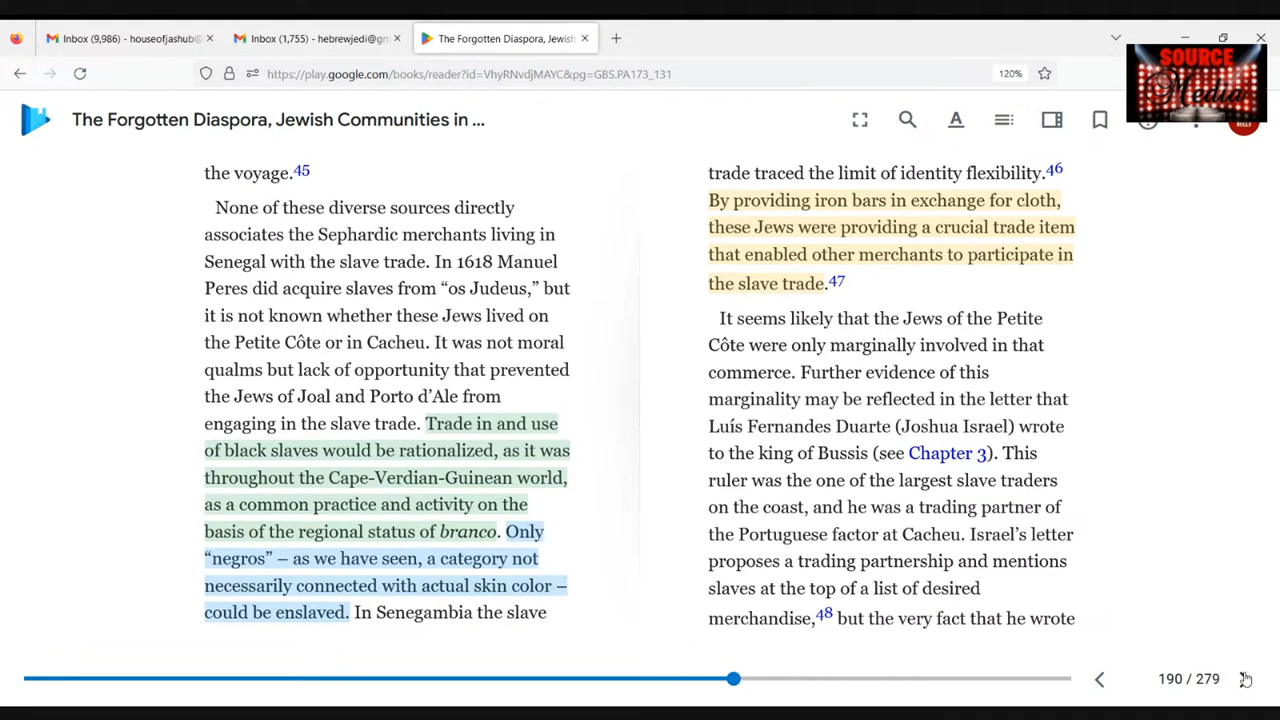 Inbox (9,986) - houseofjashub@
Inbox (1,755) - hebrewjedi@gm
The Forgotten Diaspora, Jewish
https://play.google.com/books/reader?id=VhyRNvdjMAYC&pg=GBS.PA173_131
120%
SOURCE
Media
The Forgotten Diaspora, Jewish Communities in ...
the voyage.45
None of these diverse sources directly
associates the Sephardic merchants living in
Senegal with the slave trade. In 1618 Manuel
Peres did acquire slaves from “os Judeus,” but
it is not known whether these Jews lived on
the Petite Côte or in Cacheu. It was not moral
qualms but lack of opportunity that prevented
the Jews of Joal and Porto d’Ale from
engaging in the slave trade. Trade in and use
of black slaves would be rationalized, as it was
throughout the Cape-Verdian-Guinean world,
as a common practice and activity on the
basis of the regional status of branco. Only
“negros” – as we have seen, a category not
necessarily connected with actual skin color –
could be enslaved. In Senegambia the slave
trade traced the limit of identity flexibility.46
By providing iron bars in exchange for cloth,
these Jews were providing a crucial trade item
that enabled other merchants to participate in
the slave trade.47
It seems likely that the Jews of the Petite
Côte were only marginally involved in that
commerce. Further evidence of this
marginality may be reflected in the letter that
Luís Fernandes Duarte (Joshua Israel) wrote
to the king of Bussis (see Chapter 3). This
ruler was the one of the largest slave traders
on the coast, and he was a trading partner of
the Portuguese factor at Cacheu. Israel’s letter
proposes a trading partnership and mentions
slaves at the top of a list of desired
merchandise,48 but the very fact that he wrote
190 / 279